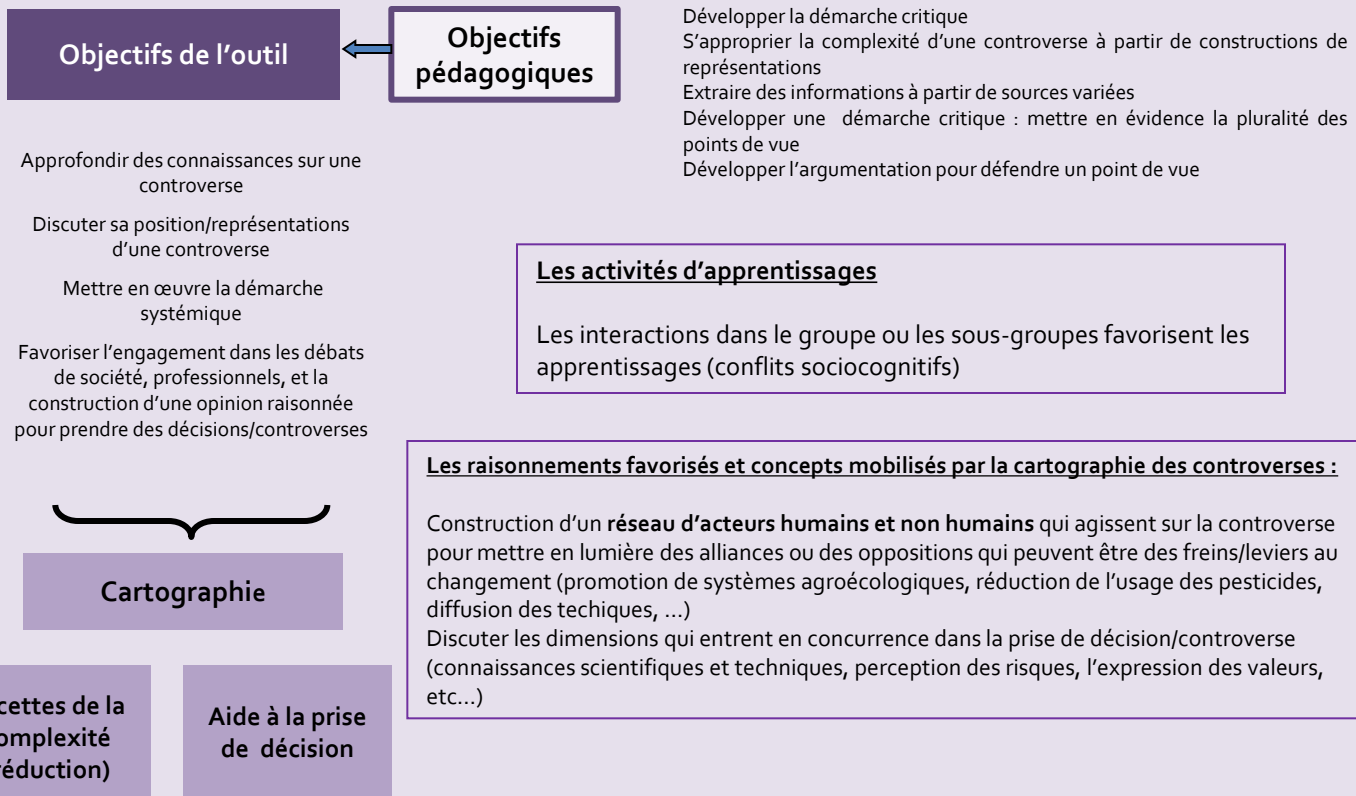 Objectifs de l'outil
Objectifs
pédagogiques
Développer la démarche critique
S'approprier la complexité d'une controverse à partir de constructions de
représentations
Extraire des informations à partir de sources variées
Développer une démarche critique : mettre en évidence la pluralité des
points de vue
Développer l'argumentation pour défendre un point de vue
Approfondir des connaissances sur une
controverse
Discuter sa position/représentations
d'une controverse
Mettre en œuvre la démarche
systémique
Favoriser l'engagement dans les débats
de société, professionnels, et la
construction d'une opinion raisonnée
pour prendre des décisions/controverses
Les activités d'apprentissages
Les interactions dans le groupe ou les sous-groupes favorisent les
apprentissages (conflits sociocognitifs)
Les raisonnements favorisés et concepts mobilisés par la cartographie des controverses :
Construction d'un réseau d'acteurs humains et non humains qui agissent sur la controverse
pour mettre en lumière des alliances ou des oppositions qui peuvent être des freins/leviers au
changement (promotion de systèmes agroécologiques, réduction de l'usage des pesticides,
diffusion des techiques, ...)
Discuter les dimensions qui entrent en concurrence dans la prise de décision/controverse
(connaissances scientifiques et techniques, perception des risques, l'expression des valeurs,
etc...)
Cartographie
cettes de la
omplexité
réduction)
Aide à la prise
de décision